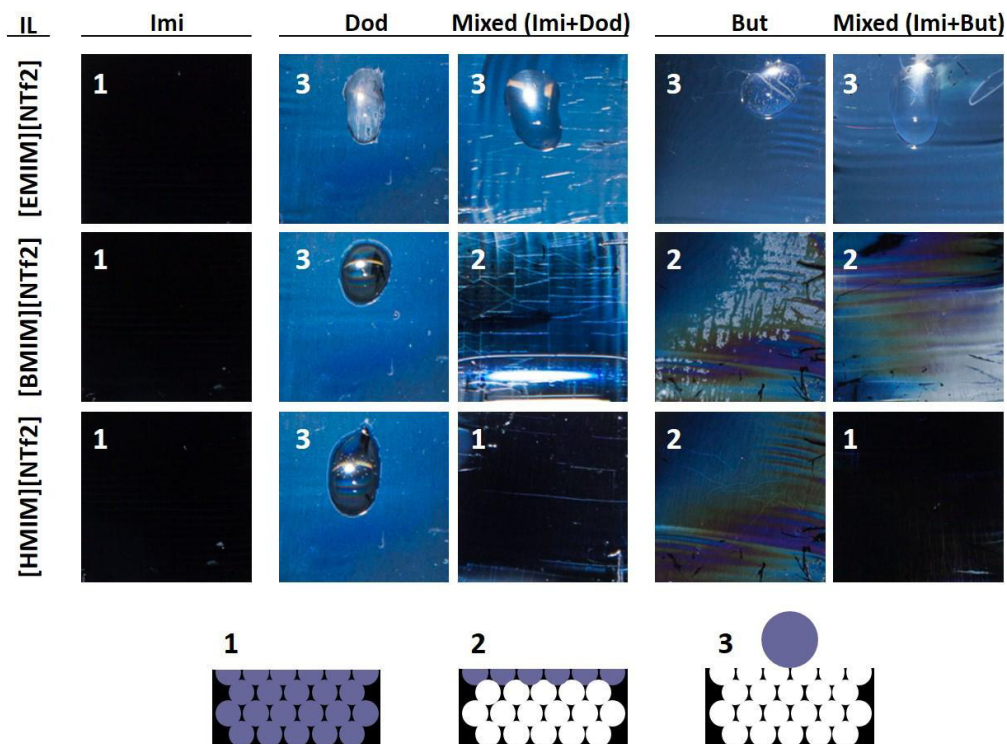 IL Imi Dod Mixed (Imi+Dod) But Mixed (Imi+But)
[EMIM][NTf2] 1 3 3 3 3
[BMIM][NTf2] 1 3 2 2 2
[HMIM][NTf2] 1 3 1 2 1
1 2 3